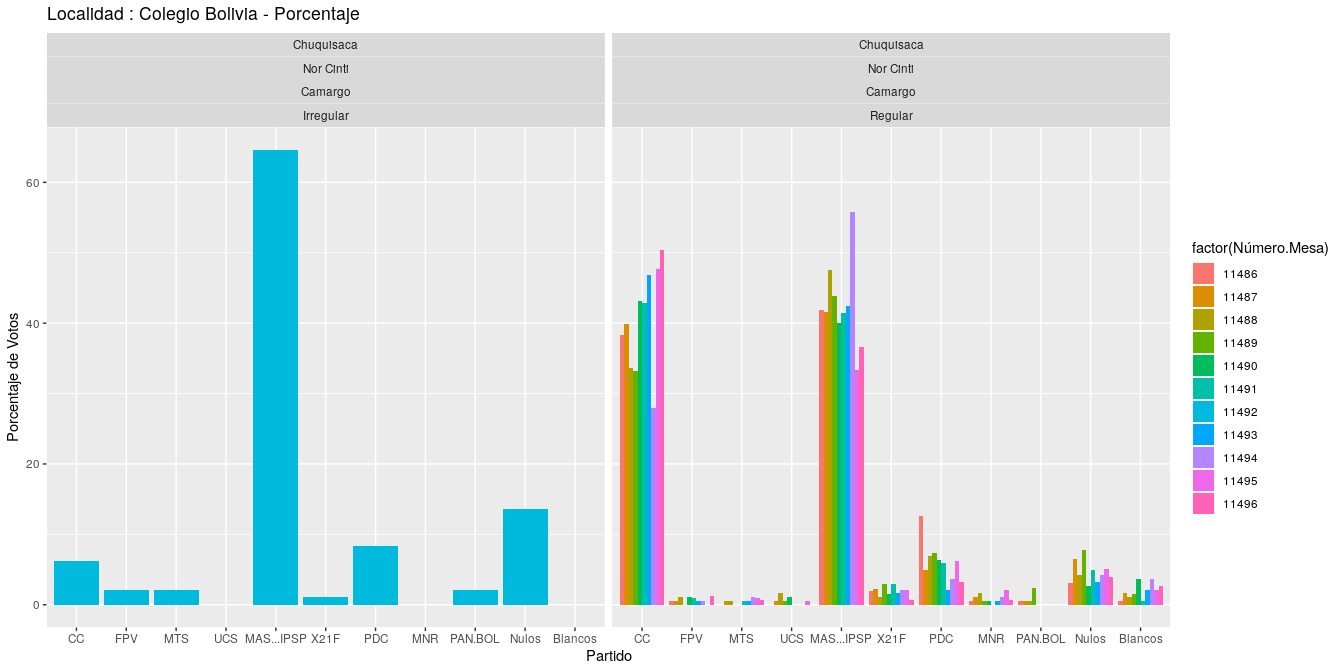 Localidad : Colegio Bolivia - Porcentaje
Chuquisaca
Nor Cinti
Camargo
Irregular
Chuquisaca
Nor Cinti
Camargo
Regular
Porcentaje de Votos
60
40
20
0
CC FPV MTS UCS MAS...IPSP X21F PDC MNR PAN.BOL Nulos Blancos
CC FPV MTS UCS MAS...IPSP X21F PDC MNR PAN.BOL Nulos Blancos
Partido
factor(Número.Mesa)
11486
11487
11488
11489
11490
11491
11492
11493
11494
11495
11496